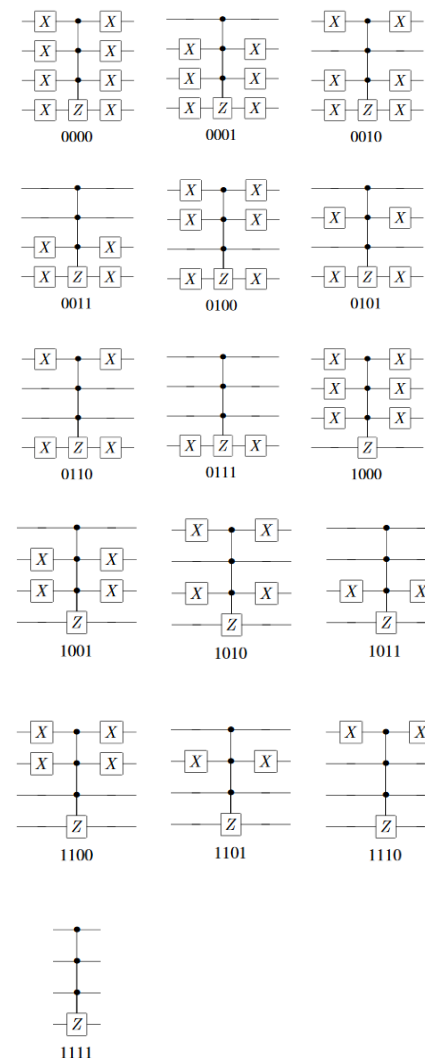 X X X X
X X X X
X X X X X X
X Z X X Z X X Z X
0000 0001 0010
X X
X X X X
X X
X Z X X Z X X Z X
0011 0100 0101
X X X X
X X
X X
X Z X X Z X Z
0110 0111 1000
X X
X X
X X X X X X
Z Z Z
1001 1010 1011
X X X X
X X X X
Z Z Z
1100 1101 1110
Z
1111